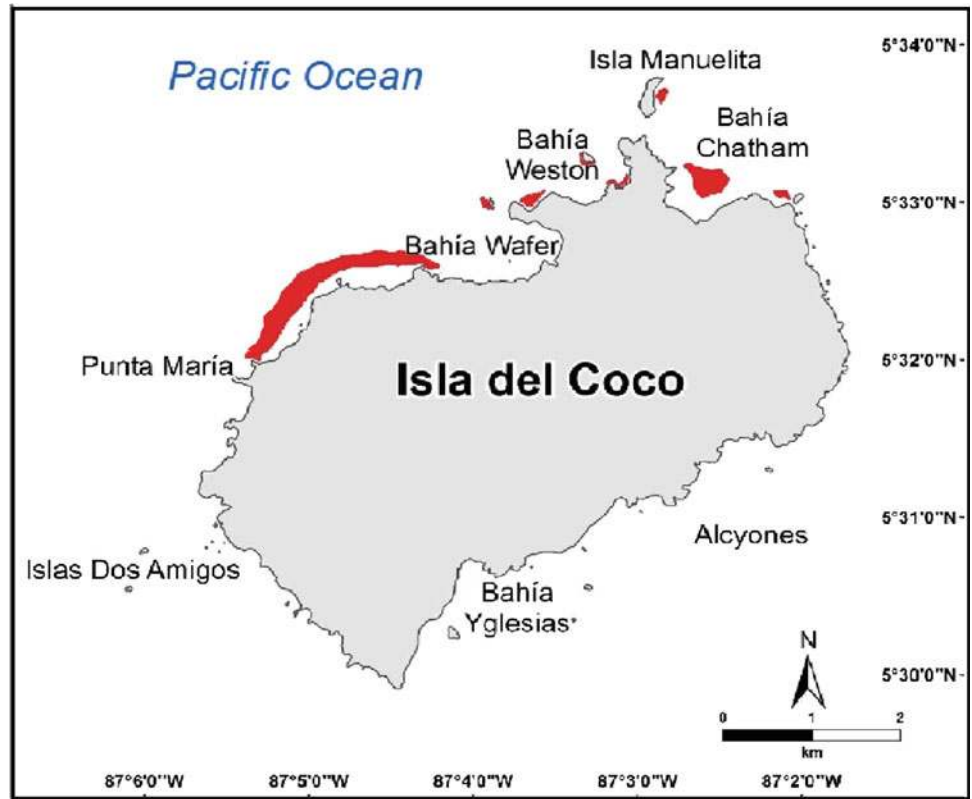 Pacific Ocean
Isla Manuelita
5°34'0"N
Bahía
Chatham
Bahía
Weston
5°33'0"N
Bahía Wafer
Punta María
Isla del Coco
5°32'0"N
5°31'0"N
Alcyones
Islas Dos Amigos
Bahía
Yglesias
5°30'0"N
N
0 1 2
km
87°6'0"W 87°5'0"W 87°4'0"W 87°3'0"W 87°2'0"W